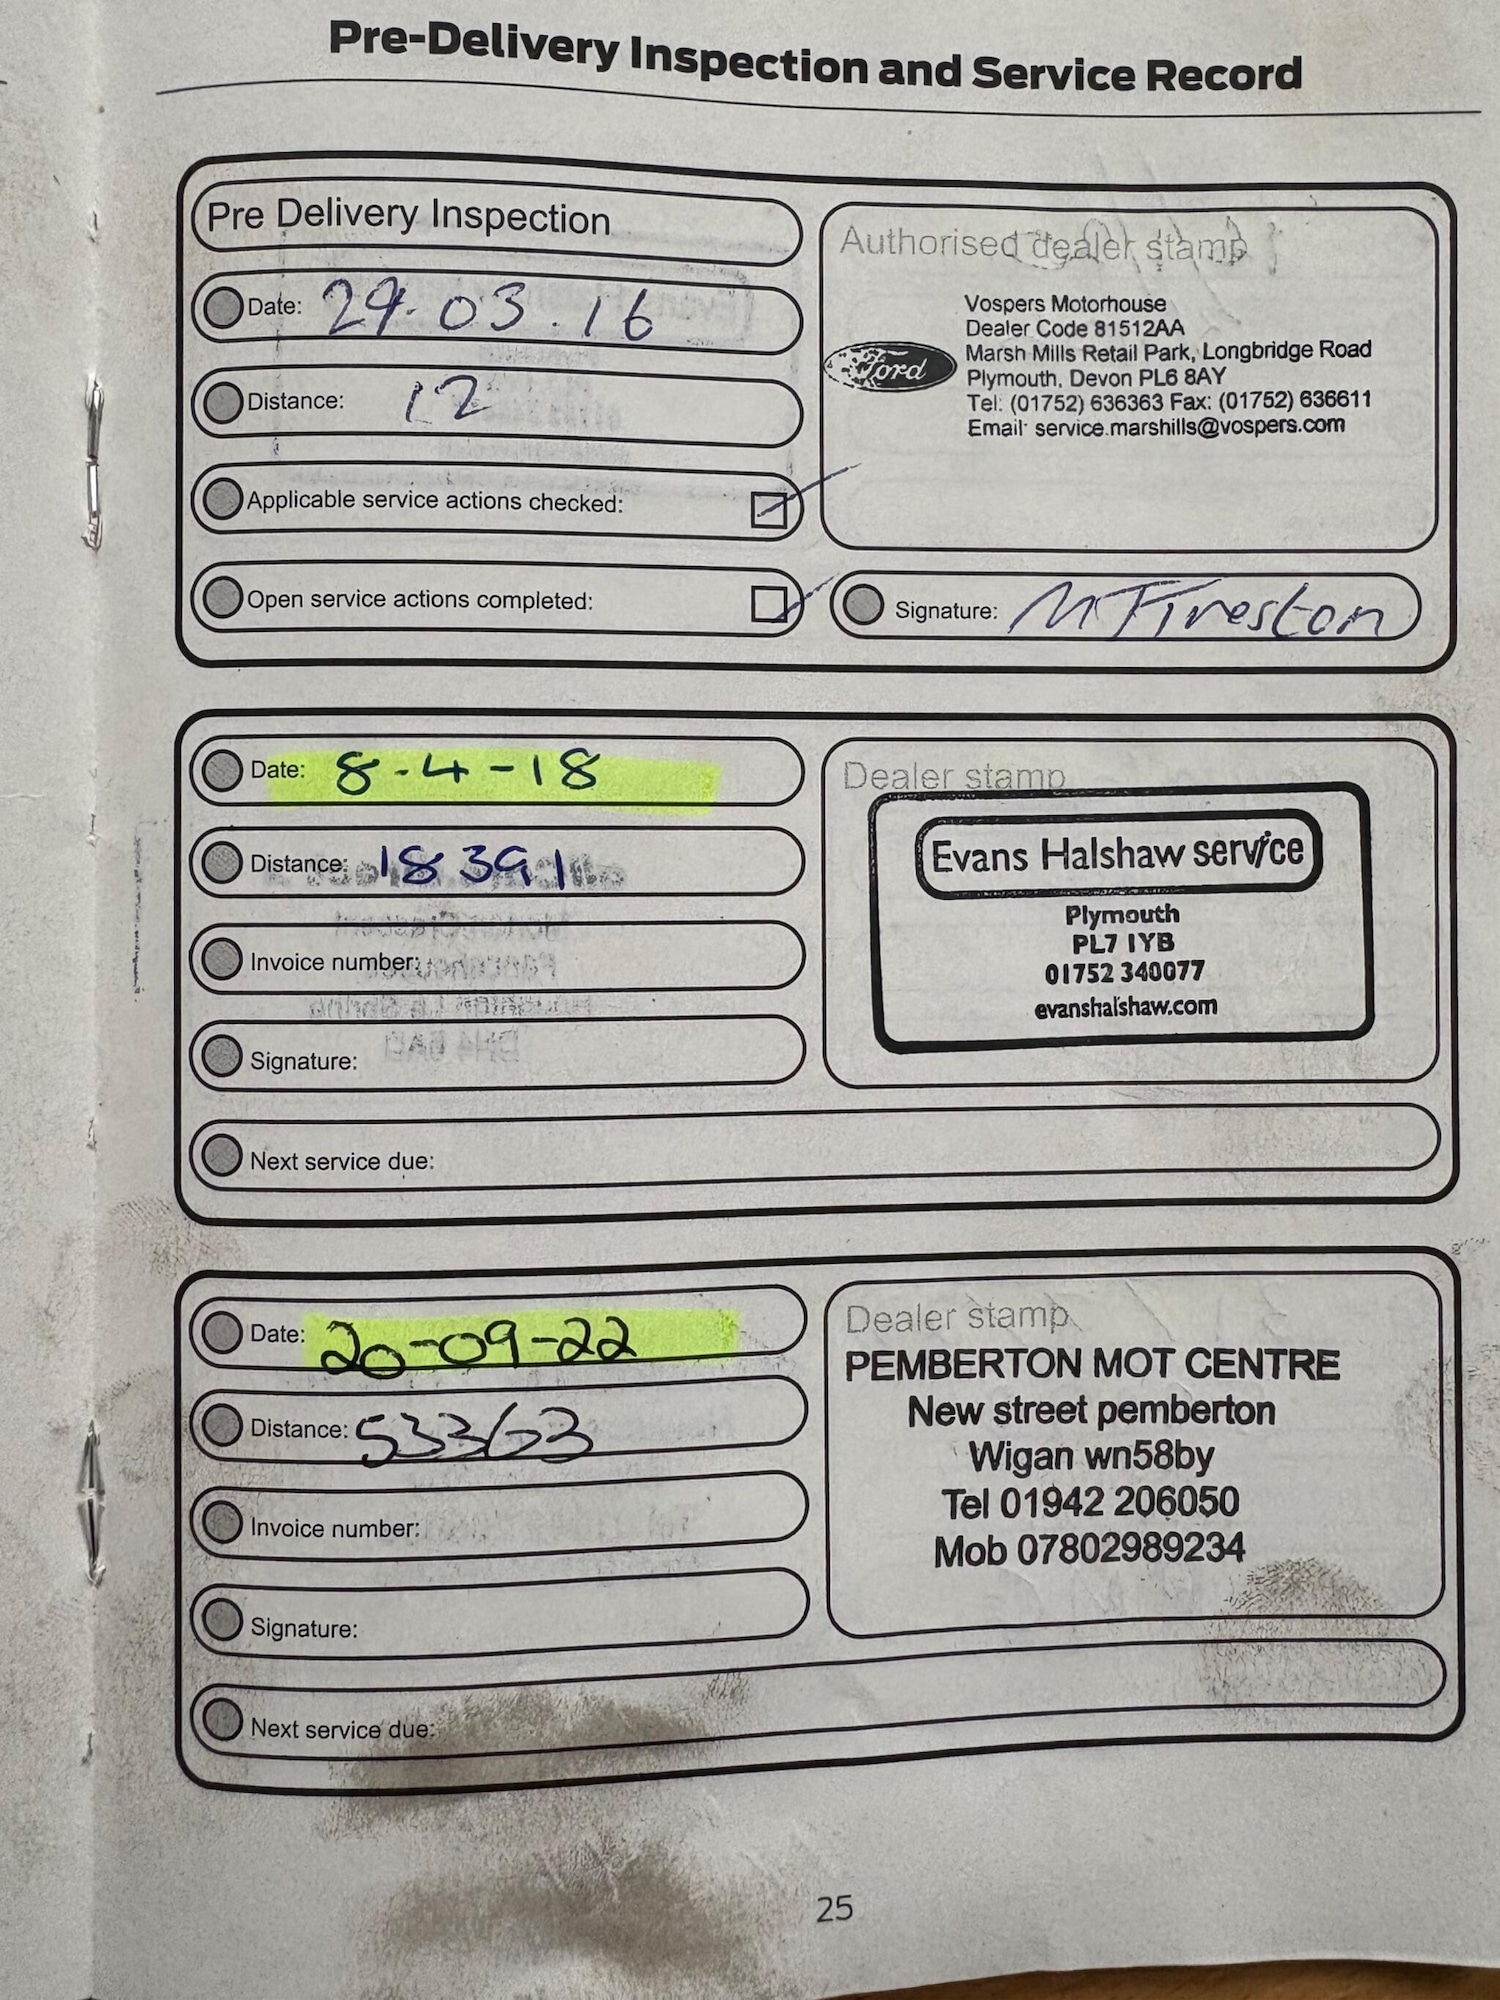 Pre-Delivery Inspection and Service Record
Pre Delivery Inspection
Date: 29.03.16
Distance: 12
Applicable service actions checked:
Open service actions completed:
Authorised dealer stamp
Ford
Vospers Motorhouse
Dealer Code 81512AA
Marsh Mills Retail Park, Longbridge Road
Plymouth, Devon PL6 8AY
Tel: (01752) 636363 Fax: (01752) 636611
Email: service.marshills@vospers.com
Signature: M Fireston
Date: 8-4-18
Distance: 18391
Invoice number:
Signature:
Next service due:
Dealer stamp
Evans Halshaw service
Plymouth
PL7 1YB
01752 340077
evanshalshaw.com
Date: 20-09-22
Distance: 53363
Invoice number:
Signature:
Next service due:
Dealer stamp
PEMBERTON MOT CENTRE
New street pemberton
Wigan wn58by
Tel 01942 206050
Mob 07802989234
25